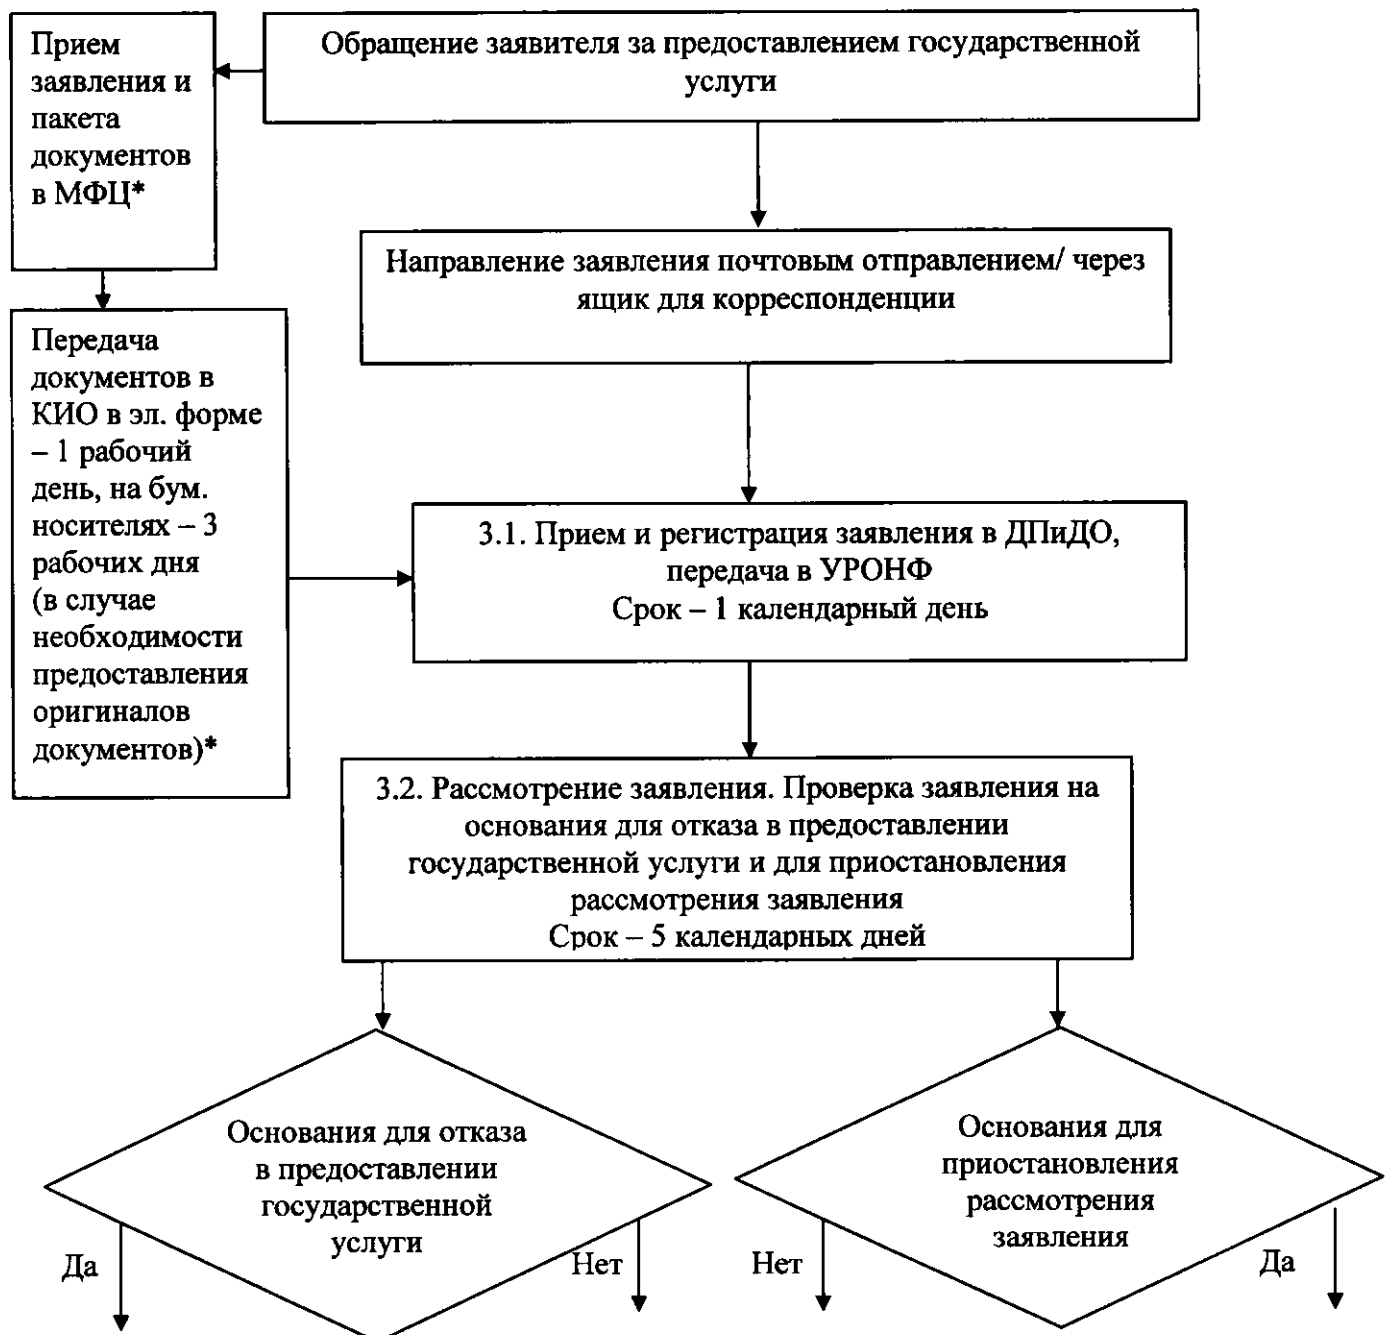 Прием
заявления и
пакета
документов
в МФЦ*
Обращение заявителя за предоставлением государственной
услуги
Направление заявления почтовым отправлением/ через
ящик для корреспонденции
Передача
документов в
КИО в эл. форме
– 1 рабочий
день, на бум.
носителях – 3
рабочих дня
(в случае
необходимости
предоставления
оригиналов
документов)*
3.1. Прием и регистрация заявления в ДПиДО,
передача в УРОНФ
Срок – 1 календарный день
3.2. Рассмотрение заявления. Проверка заявления на
основания для отказа в предоставлении
государственной услуги и для приостановления
рассмотрения заявления
Срок – 5 календарных дней
Основания для отказа
в предоставлении
государственной
услуги
Да
Нет
Основания для
приостановления
рассмотрения
заявления
Нет
Да